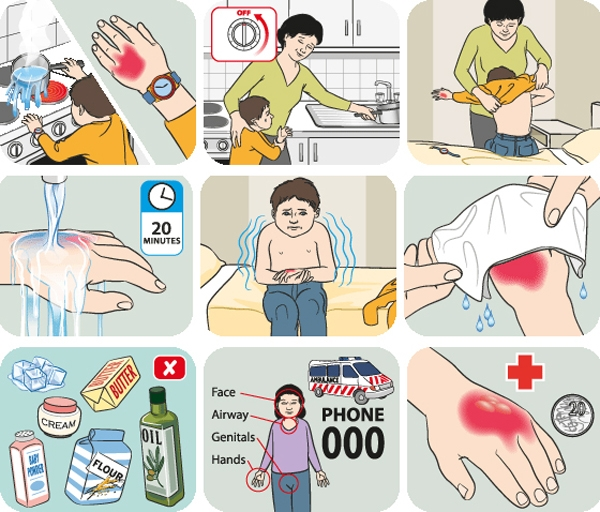 OFF
20
MINUTES
BUTTER
CREAM
OIL
BABY
POWDER
FLOUR
AMBULANCE
Face
Airway
Genitals
Hands
PHONE
000
20